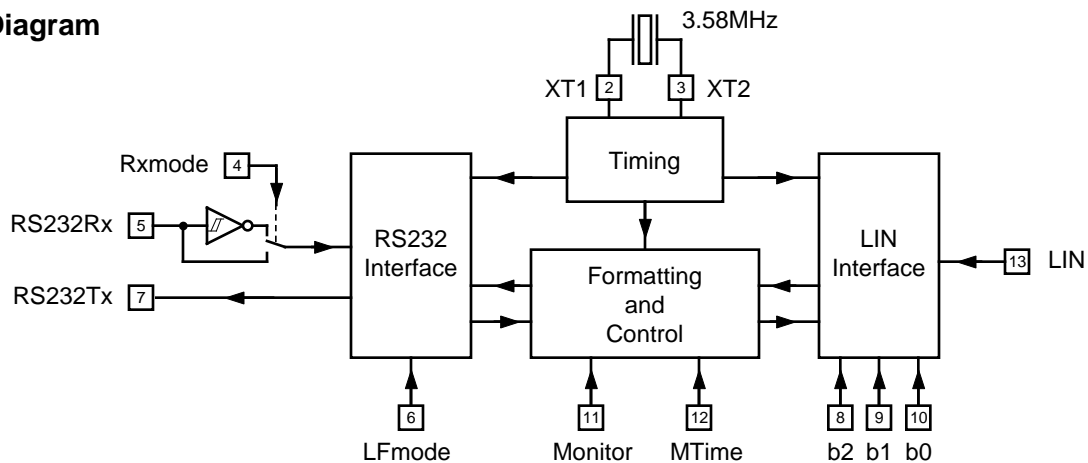 Diagram
3.58MHz
XT1 2 3 XT2
Timing
Rxmode 4
RS232Rx 5
RS232 Interface
LIN Interface
13 LIN
RS232Tx 7
Formatting and Control
6 11 12 8 9 10
LFmode Monitor MTime b2 b1 b0